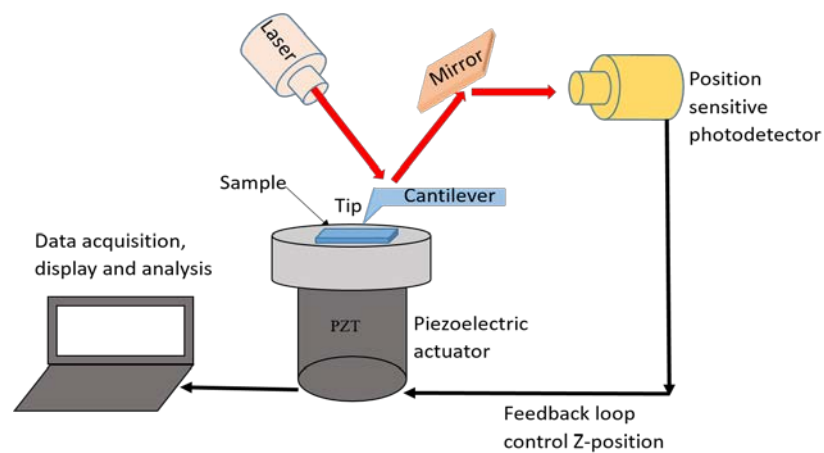 Laser
Mirror
Position
sensitive
photodetector
Sample
Tip
Cantilever
Data acquisition,
display and analysis
PZT
Piezoelectric
actuator
Feedback loop
control Z-position